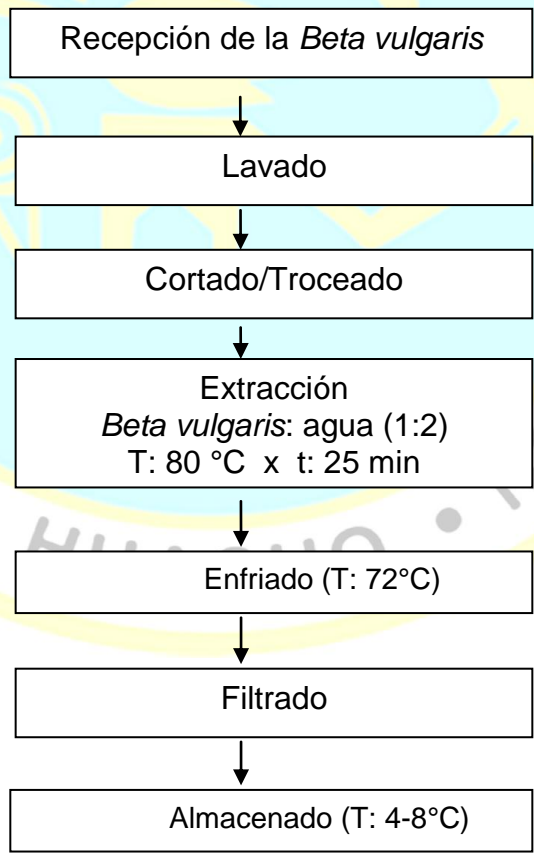 Recepción de la Beta vulgaris
Lavado
Cortado/Troceado
Extracción
Beta vulgaris: agua (1:2)
T: 80 °C x t: 25 min
Enfriado (T: 72°C)
Filtrado
Almacenado (T: 4-8°C)